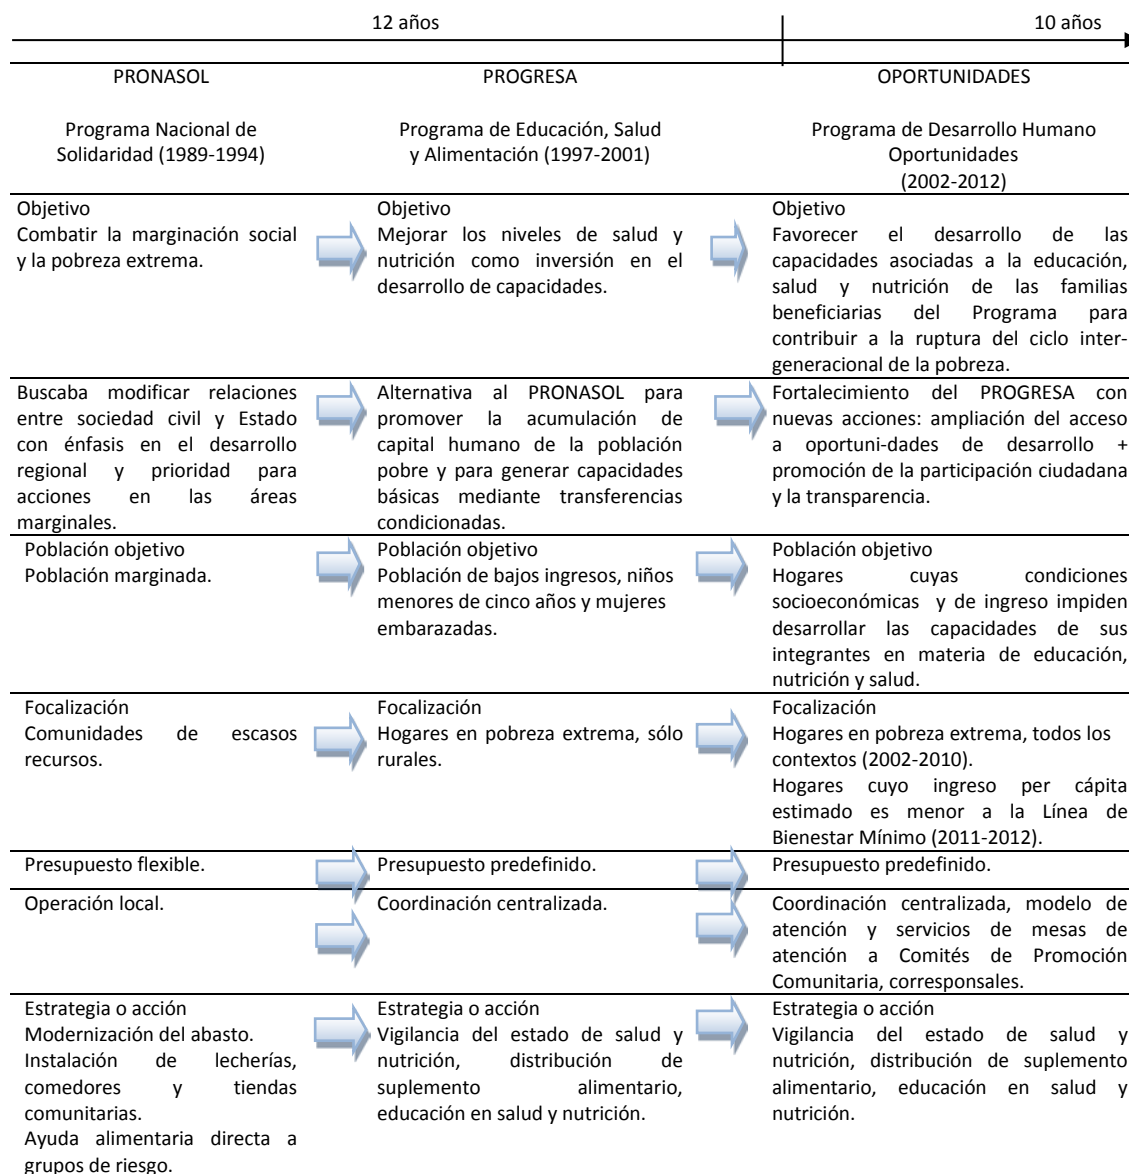 12 años
10 años
PRONASOL
Programa Nacional de
Solidaridad (1989-1994)
PROGRESA
Programa de Educación, Salud
y Alimentación (1997-2001)
OPORTUNIDADES
Programa de Desarrollo Humano
Oportunidades
(2002-2012)
Objetivo
Combatir la marginación social
y la pobreza extrema.
Objetivo
Mejorar los niveles de salud y
nutrición como inversión en el
desarrollo de capacidades.
Objetivo
Favorecer el desarrollo de las
capacidades asociadas a la educación,
salud y nutrición de las familias
beneficiarias del Programa para
contribuir a la ruptura del ciclo inter-
generacional de la pobreza.
Buscaba modificar relaciones
entre sociedad civil y Estado
con énfasis en el desarrollo
regional y prioridad para
acciones en las áreas
marginales.
Alternativa al PRONASOL para
promover la acumulación de
capital humano de la población
pobre y para generar capacidades
básicas mediante transferencias
condicionadas.
Fortalecimiento del PROGRESA con
nuevas acciones: ampliación del acceso
a oportuni-dades de desarrollo +
promoción de la participación ciudadana
y la transparencia.
Población objetivo
Población marginada.
Población objetivo
Población de bajos ingresos, niños
menores de cinco años y mujeres
embarazadas.
Población objetivo
Hogares cuyas condiciones
socioeconómicas y de ingreso impiden
desarrollar las capacidades de sus
integrantes en materia de educación,
nutrición y salud.
Focalización
Comunidades de escasos
recursos.
Focalización
Hogares en pobreza extrema, sólo
rurales.
Focalización
Hogares en pobreza extrema, todos los
contextos (2002-2010).
Hogares cuyo ingreso per cápita
estimado es menor a la Línea de
Bienestar Mínimo (2011-2012).
Presupuesto flexible.
Presupuesto predefinido.
Presupuesto predefinido.
Operación local.
Coordinación centralizada.
Coordinación centralizada, modelo de
atención y servicios de mesas de
atención a Comités de Promoción
Comunitaria, corresponsales.
Estrategia o acción
Modernización del abasto.
Instalación de lecherías,
comedores y tiendas
comunitarias.
Ayuda alimentaria directa a
grupos de riesgo.
Estrategia o acción
Vigilancia del estado de salud y
nutrición, distribución de
suplemento alimentario,
educación en salud y nutrición.
Estrategia o acción
Vigilancia del estado de salud y
nutrición, distribución de suplemento
alimentario, educación en salud y
nutrición.